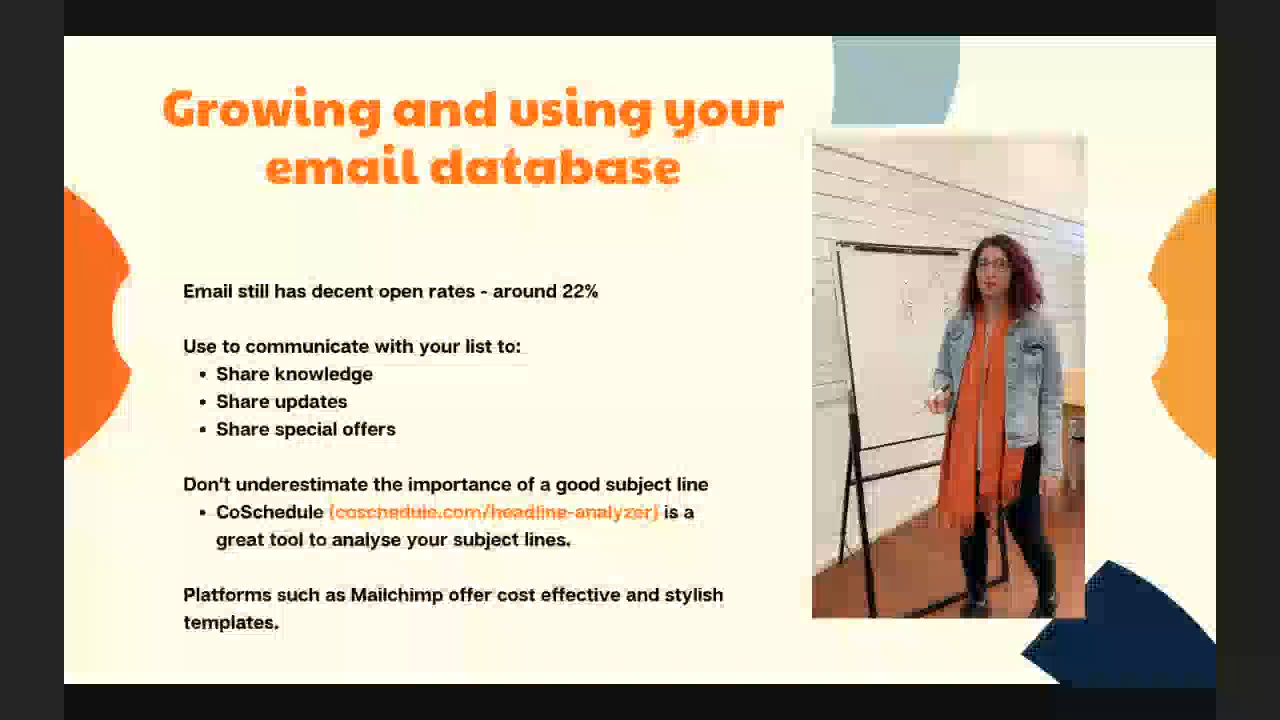 Growing and using your
email database
Email still has decent open rates - around 22%
Use to communicate with your list to:
• Share knowledge
• Share updates
• Share special offers
Don't underestimate the importance of a good subject line
• CoSchedule (coschedule.com/headline-analyzer) is a
great tool to analyse your subject lines.
Platforms such as Mailchimp offer cost effective and stylish
templates.